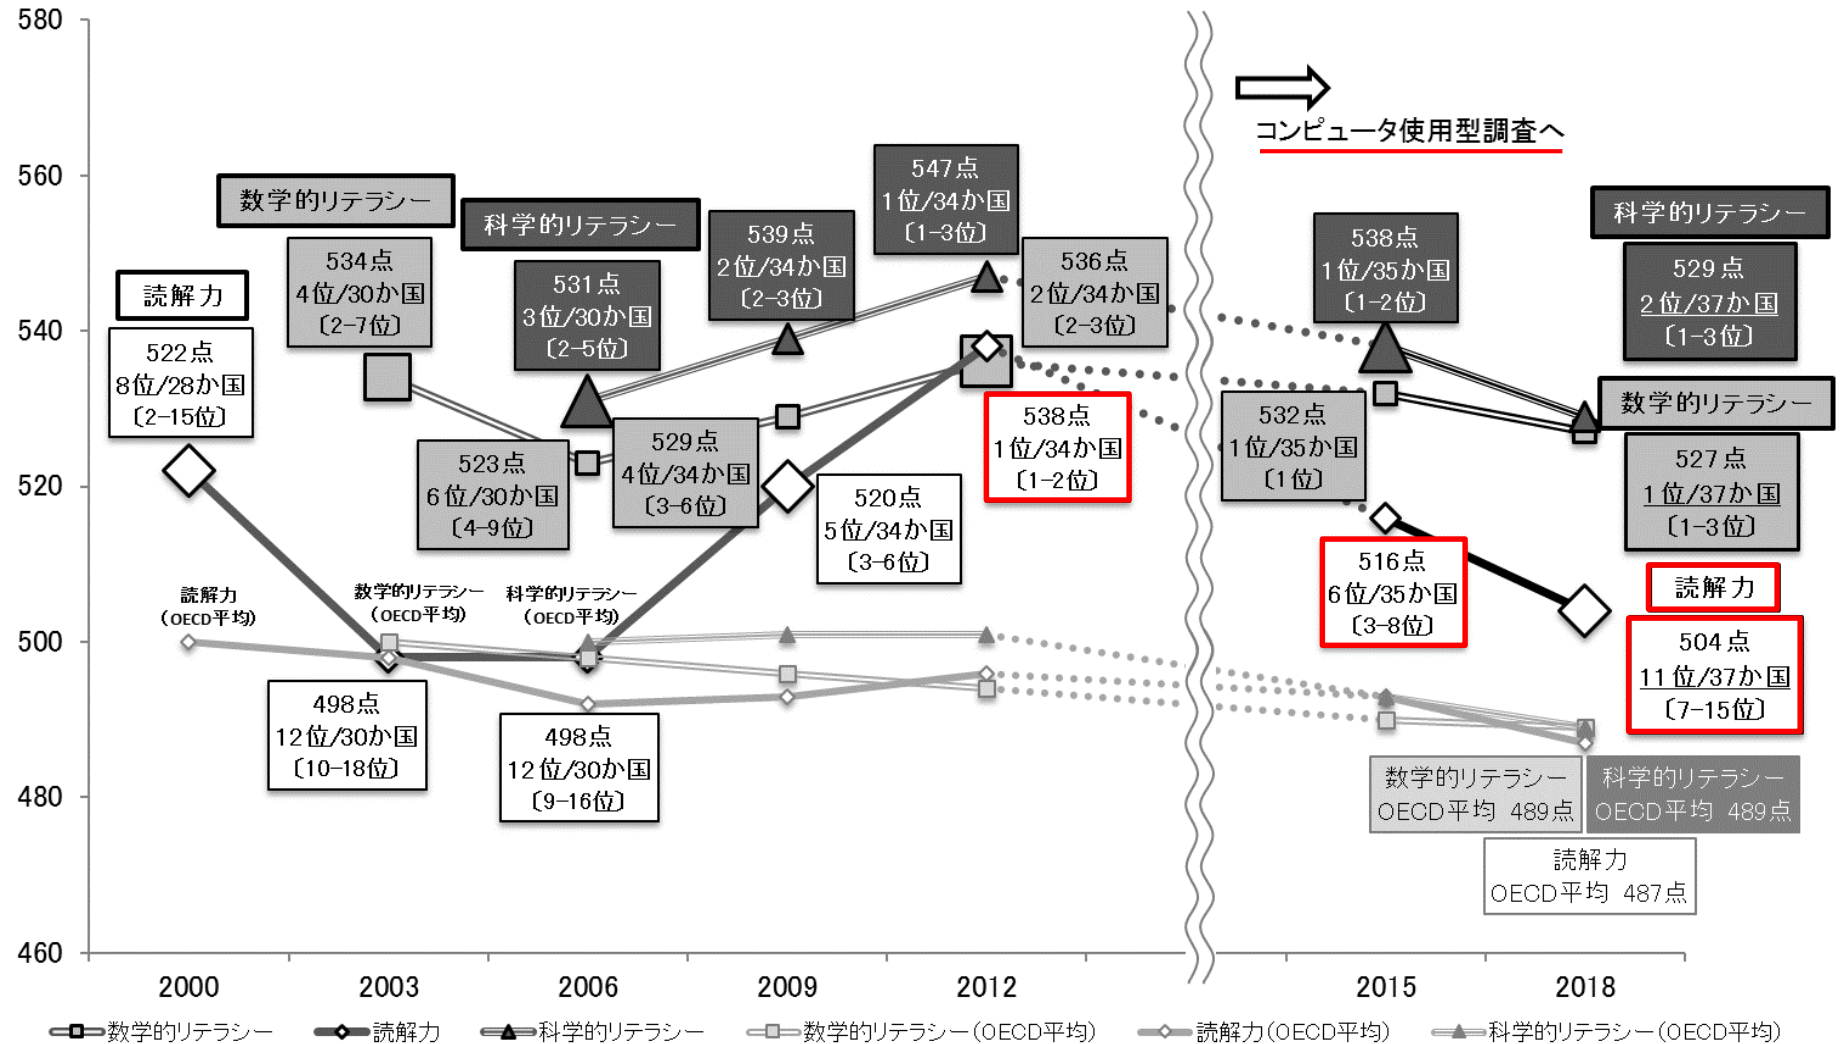 580
560
540
520
500
480
460
コンピュータ使用型調査へ
読解力
522点
8位/28か国
〔2−15位〕
数学的リテラシー
534点
4位/30か国
〔2−7位〕
科学的リテラシー
531点
3位/30か国
〔2−5位〕
539点
2位/34か国
〔2−3位〕
547点
1位/34か国
〔1−3位〕
536点
2位/34か国
〔2−3位〕
523点
6位/30か国
〔4−9位〕
529点
4位/34か国
〔3−6位〕
520点
5位/34か国
〔3−6位〕
538点
1位/34か国
〔1−2位〕
読解力
(OECD平均)
数学的リテラシー
(OECD平均)
科学的リテラシー
(OECD平均)
498点
12位/30か国
〔10−18位〕
498点
12位/30か国
〔9−16位〕
538点
1位/35か国
〔1−2位〕
532点
1位/35か国
〔1位〕
516点
6位/35か国
〔3−8位〕
科学的リテラシー
529点
2位/37か国
〔1−3位〕
数学的リテラシー
527点
1位/37か国
〔1−3位〕
読解力
504点
11位/37か国
〔7−15位〕
数学的リテラシー
OECD平均 489点
科学的リテラシー
OECD平均 489点
読解力
OECD平均 487点
2000
2003
2006
2009
2012
2015
2018
数学的リテラシー
読解力
科学的リテラシー
数学的リテラシー(OECD平均)
読解力(OECD平均)
科学的リテラシー(OECD平均)